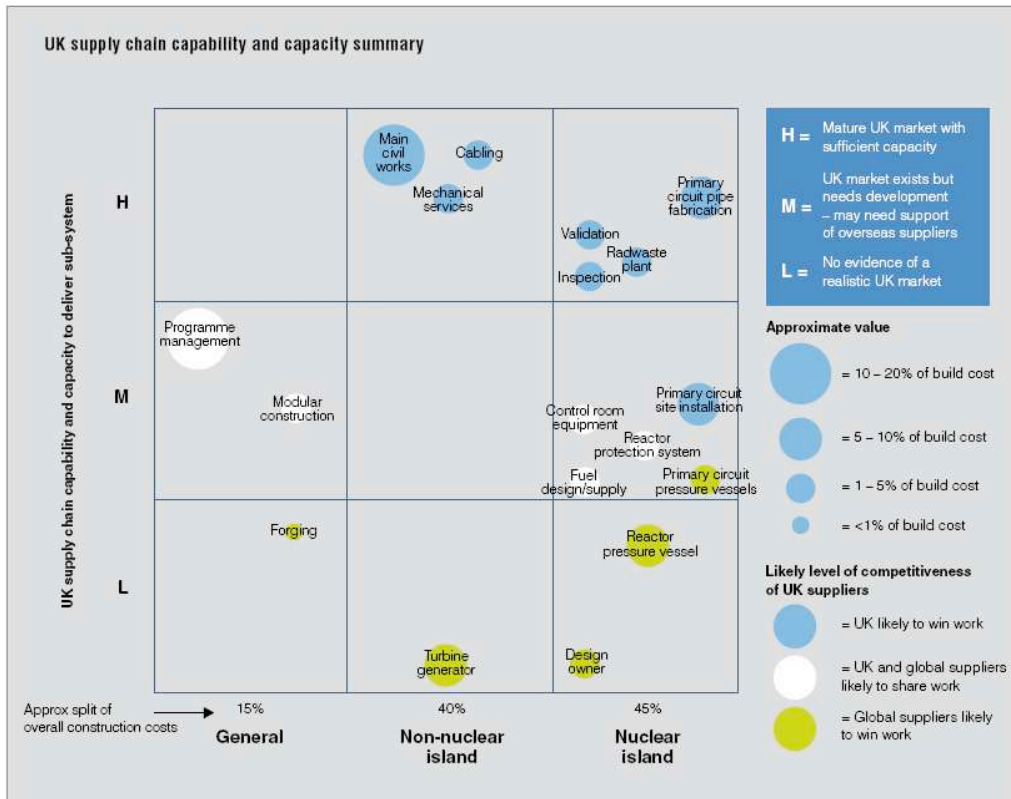 UK supply chain capability and capacity summary
UK supply chain capability and capacity to deliver sub-system
H
M
L
Main
civil
works
Cabling
Mechanical
services
Primary
circuit pipe
fabrication
Validation
Radwaste
plant
Inspection
Programme
management
Modular
construction
Primary circuit
site installation
Control room
equipment
Reactor
protection system
Fuel
design/supply
Primary circuit
pressure vessels
Forging
Reactor
pressure vessel
Turbine
generator
Design
owner
Approx split of
overall construction costs
15%
40%
45%
General
Non-nuclear
island
Nuclear
island
H = Mature UK market with
sufficient capacity
UK market exists but
needs development
M = – may need support
of overseas suppliers
L = No evidence of a
realistic UK market
Approximate value
= 10 – 20% of build cost
= 5 – 10% of build cost
= 1 – 5% of build cost
= <1% of build cost
Likely level of competitiveness
of UK suppliers
= UK likely to win work
= UK and global suppliers
likely to share work
= Global suppliers likely
to win work